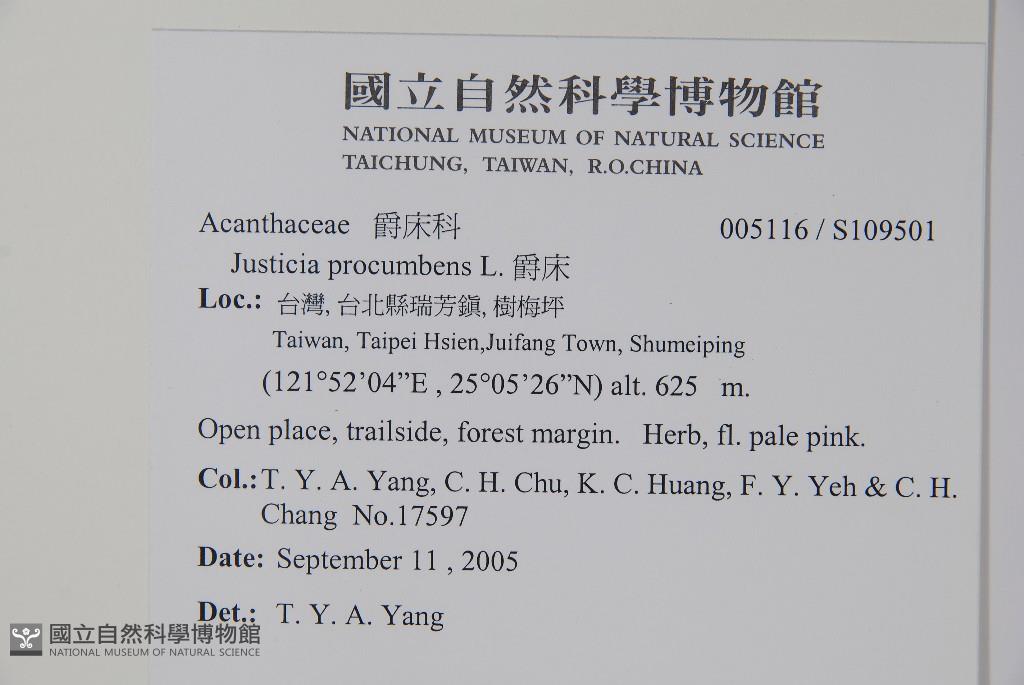 國立自然科學博物館
NATIONAL MUSEUM OF NATURAL SCIENCE
TAICHUNG, TAIWAN, R.O.CHINA
Acanthaceae 爵床科 005116 / S109501
Justicia procumbens L. 爵床
Loc.: 台灣, 台北縣瑞芳鎮, 樹梅坪
Taiwan, Taipei Hsien,Juifang Town, Shumeiping
(121°52’04”E , 25°05’26”N) alt. 625 m.
Open place, trailside, forest margin. Herb, fl. pale pink.
Col.: T. Y. A. Yang, C. H. Chu, K. C. Huang, F. Y. Yeh & C. H.
Chang No.17597
Date: September 11 , 2005
Det.: T. Y. A. Yang
國立自然科學博物館
NATIONAL MUSEUM OF NATURAL SCIENCE